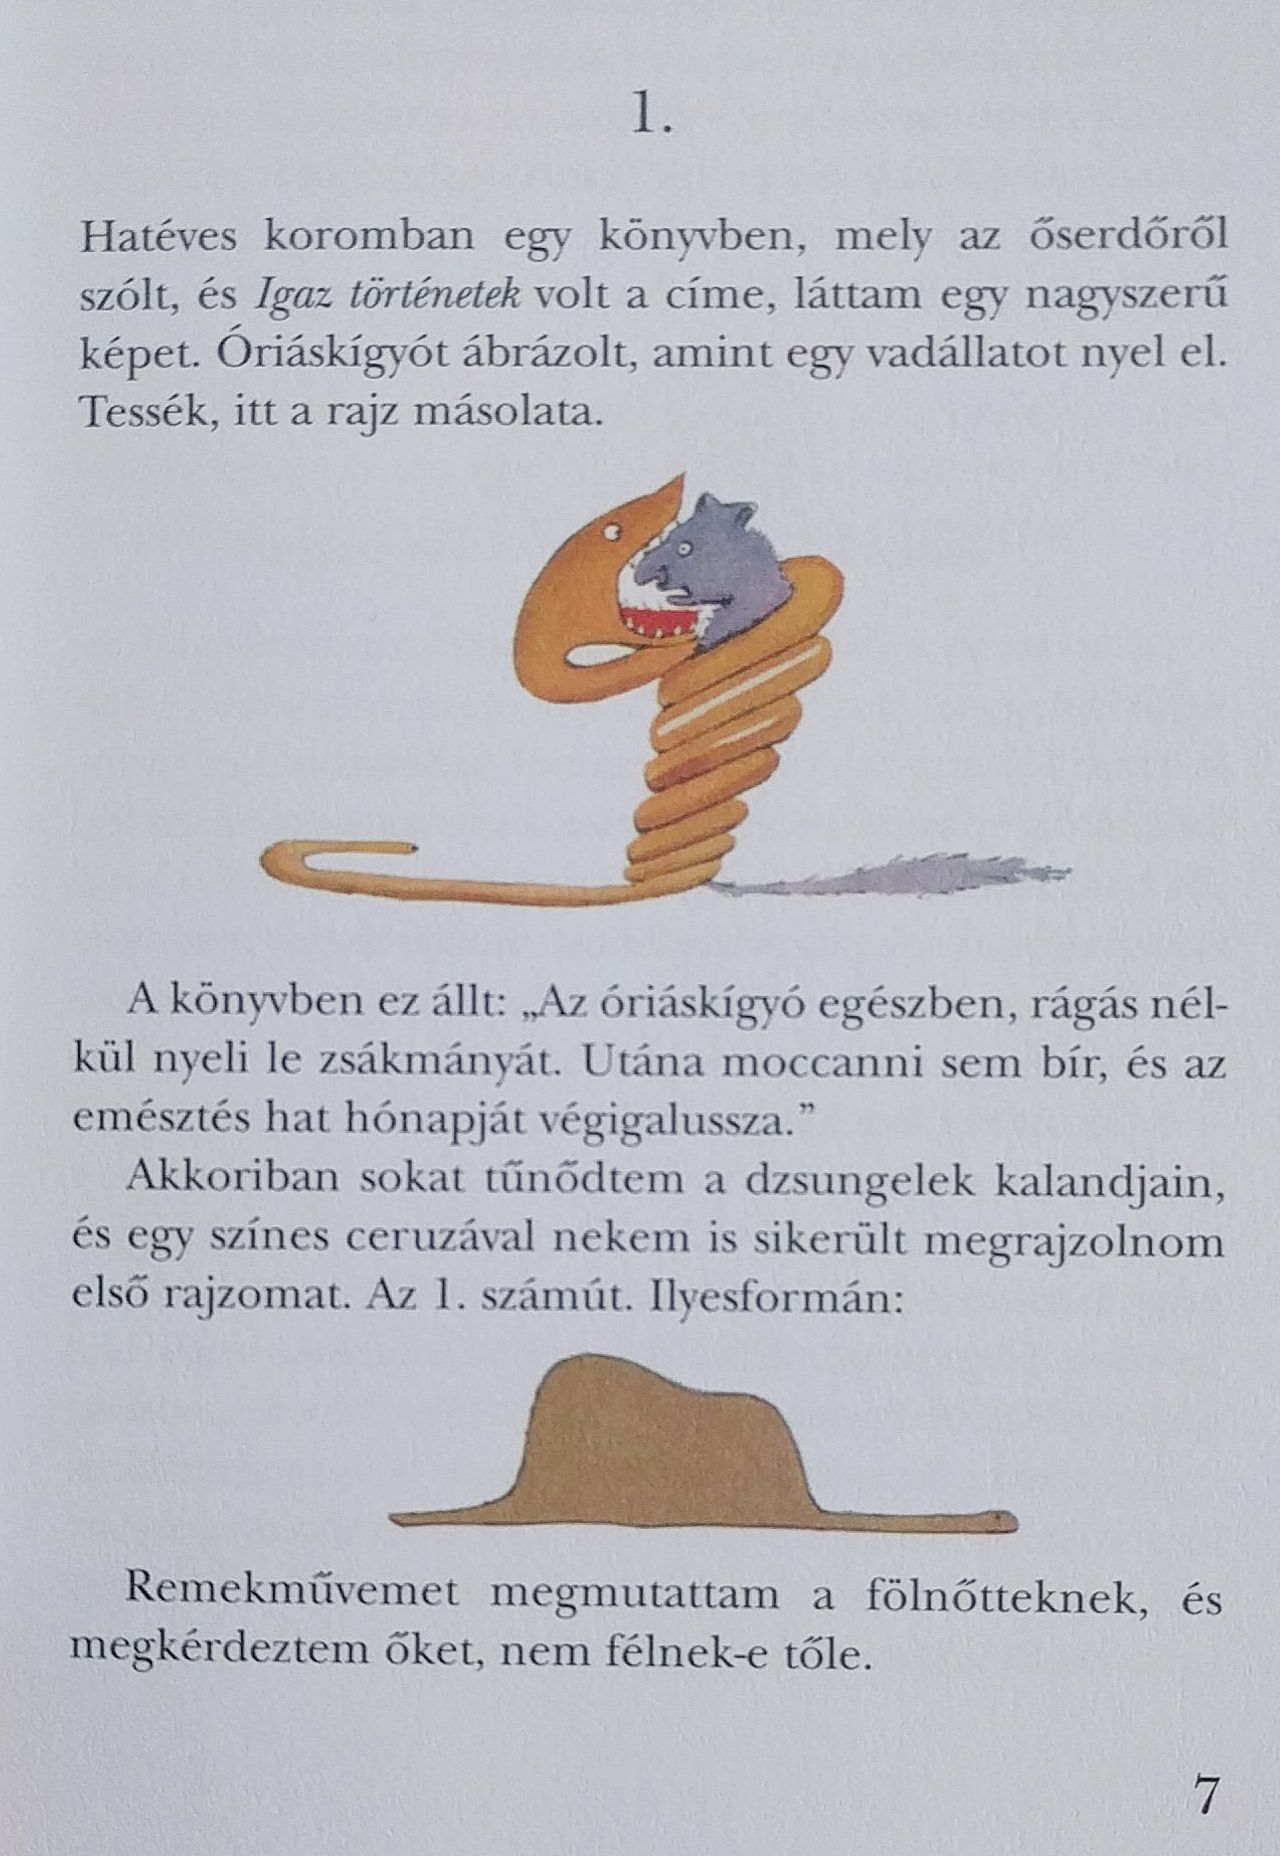 1.
Hatéves koromban egy könyvben, mely az őserdőről
szólt, és Igaz történetek volt a címe, láttam egy nagyszerű
képet. Óriáskígyót ábrázolt, amint egy vadállatot nyel el.
Tessék, itt a rajz másolata.
A könyvben ez állt: „Az óriáskígyó egészben, rágás nél-
kül nyeli le zsákmányát. Utána moccanni sem bír, és az
emésztés hat hónapját végigalussza.”
Akkoriban sokat tűnődtem a dzsungelek kalandjain,
és egy színes ceruzával nekem is sikerült megrajzolnom
első rajzomat. Az 1. számút. Ilyesformán:
Remekművemet megmutattam a fölnőtteknek, és
megkérdeztem őket, nem félnek-e tőle.
7